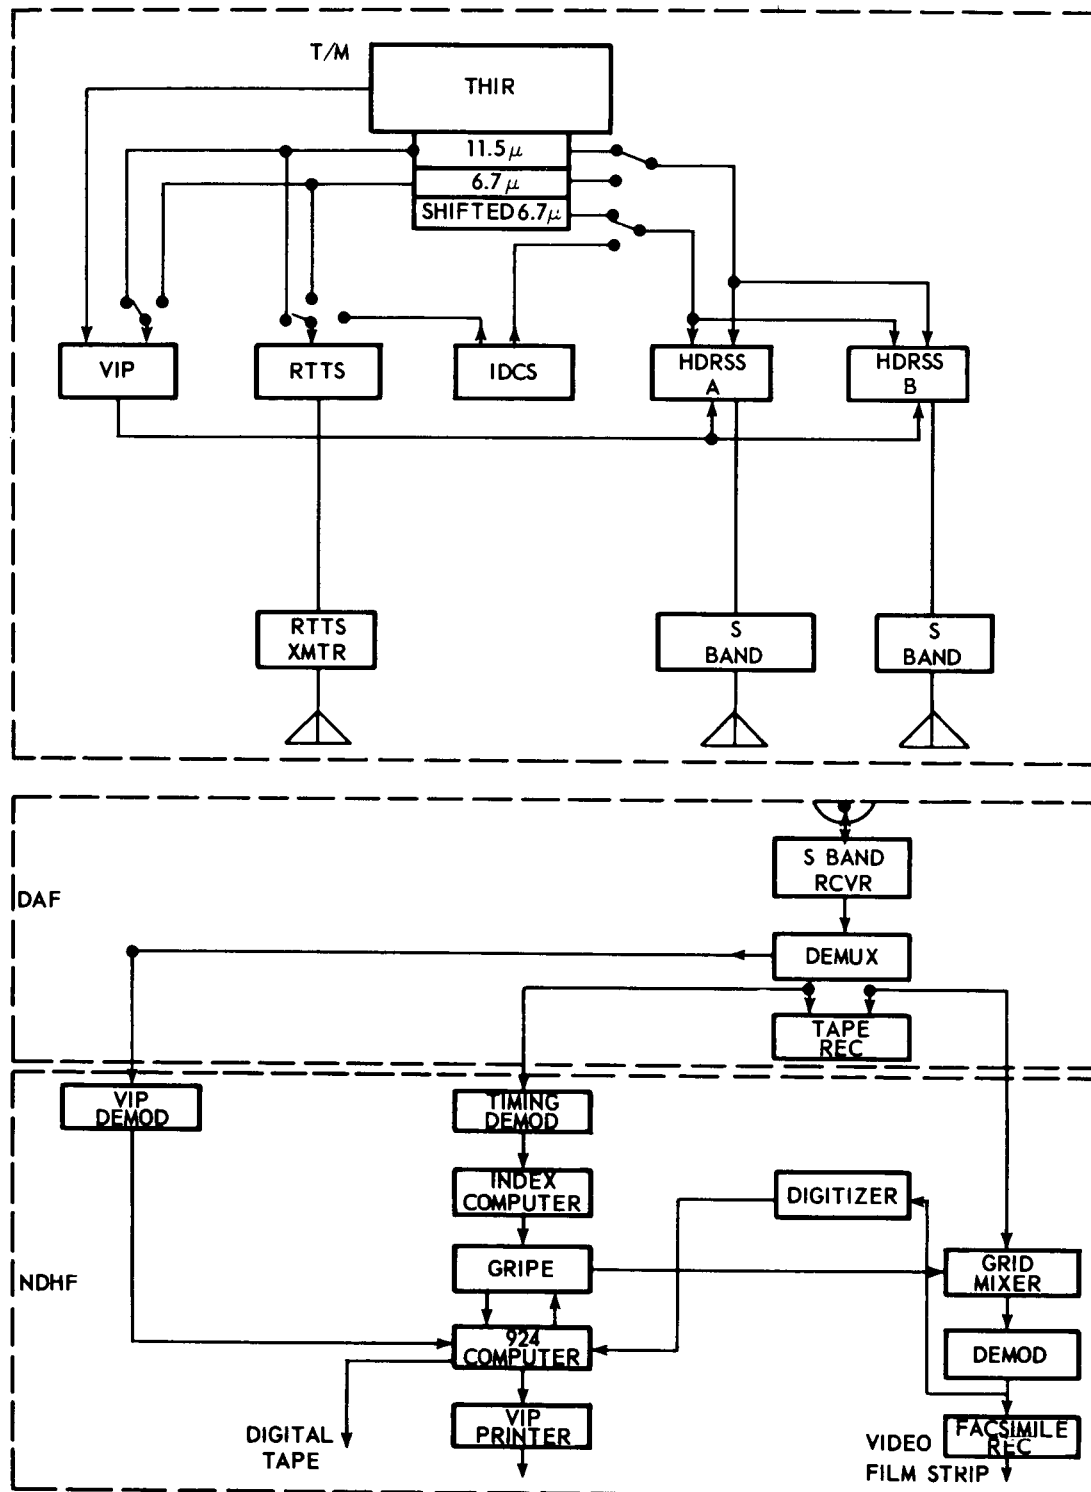 T/M
THIR
11.5 μ
6.7 μ
SHIFTED 6.7μ
VIP
RTTS
IDCS
HDRSS
A
HDRSS
B
RTTS
XMTR
S
BAND
S
BAND
DAF
S BAND
RCVR
DEMUX
TAPE
REC
NDHF
VIP
DEMOD
TIMING
DEMOD
INDEX
COMPUTER
DIGITIZER
GRIPE
GRID
MIXER
924
COMPUTER
DEMOD
DIGITAL
TAPE
VIP
PRINTER
FACSIMILE
REC
VIDEO
FILM STRIP